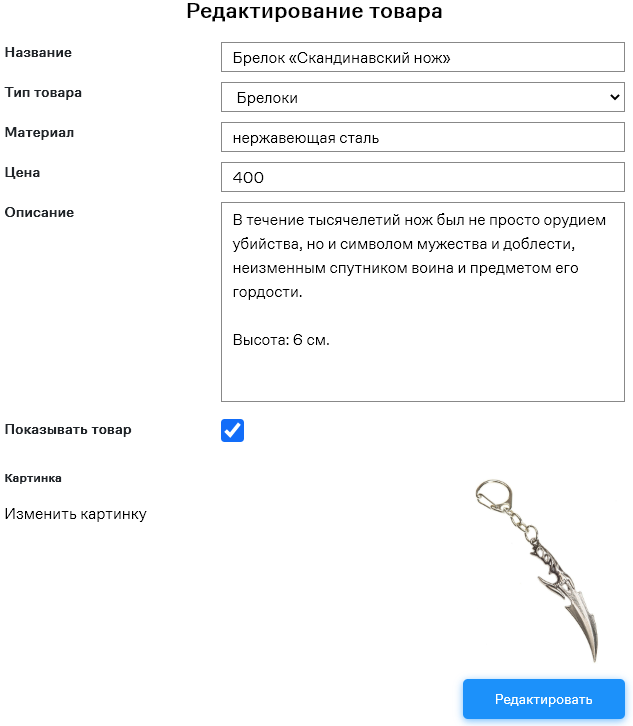 Редактирование товара
Название
Брелок «Скандинавский нож»
Тип товара
Брелоки
Материал
нержавеющая сталь
Цена
400
Описание
В течение тысячелетий нож был не просто орудием
убийства, но и символом мужества и доблести,
неизменным спутником воина и предметом его
гордости.
Высота: 6 см.
Показывать товар
Картинка
Изменить картинку
Редактировать